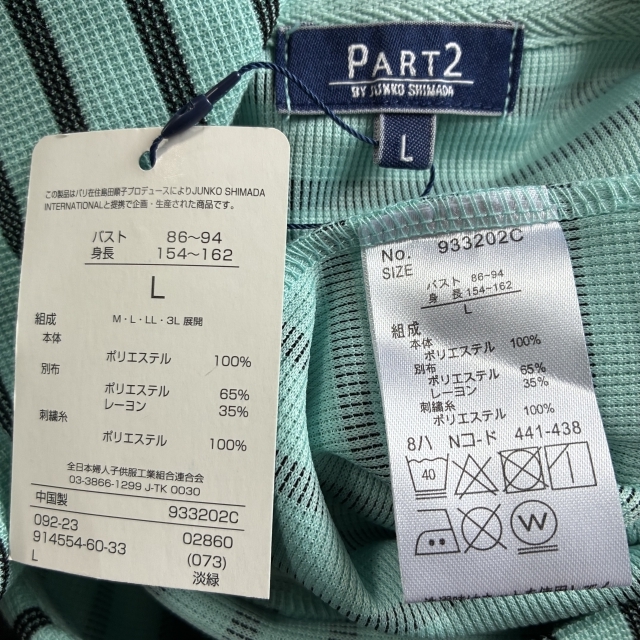 PART2
BY JUNKO SHIMADA
L
この製品はパリ在住島田順子プロデュースによりJUNKO SHIMADA
INTERNATIONALと提携で企画・生産された商品です。
バスト 86〜94
身長 154〜162
L
M・L・LL・3L 展開
組成
本体
ポリエステル 100%
別布
ポリエステル 65%
レーヨン 35%
刺繍糸
ポリエステル 100%
全日本婦人子供服工業組合連合会
03-3866-1299 J-TK 0030
中国製 933202C
092-23 02860
914554-60-33 (073)
L 淡緑
No. 933202C
SIZE
バスト 86-94
身長 154-162
L
組成
本体
ポリエステル 100%
別布
ポリエステル 65%
レーヨン 35%
刺繍糸
ポリエステル 100%
8ハ Nコード 441-438
40
W